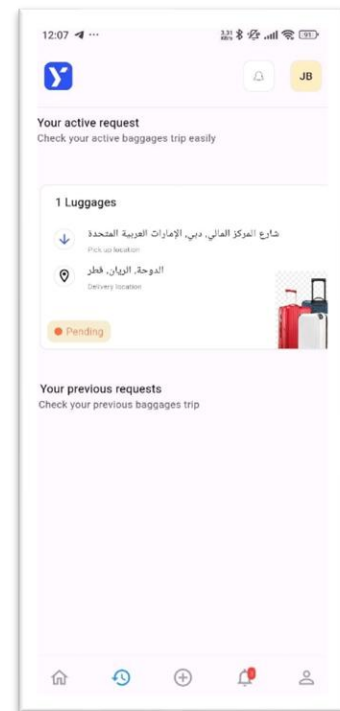 12:07
JB
Your active request
Check your active baggages trip easily
1 Luggages
شارع المركز المالي، دبي، الإمارات العربية المتحدة
Pick up location
الدوحة، الريان، قطر
Delivery location
Pending
Your previous requests
Check your previous baggages trip